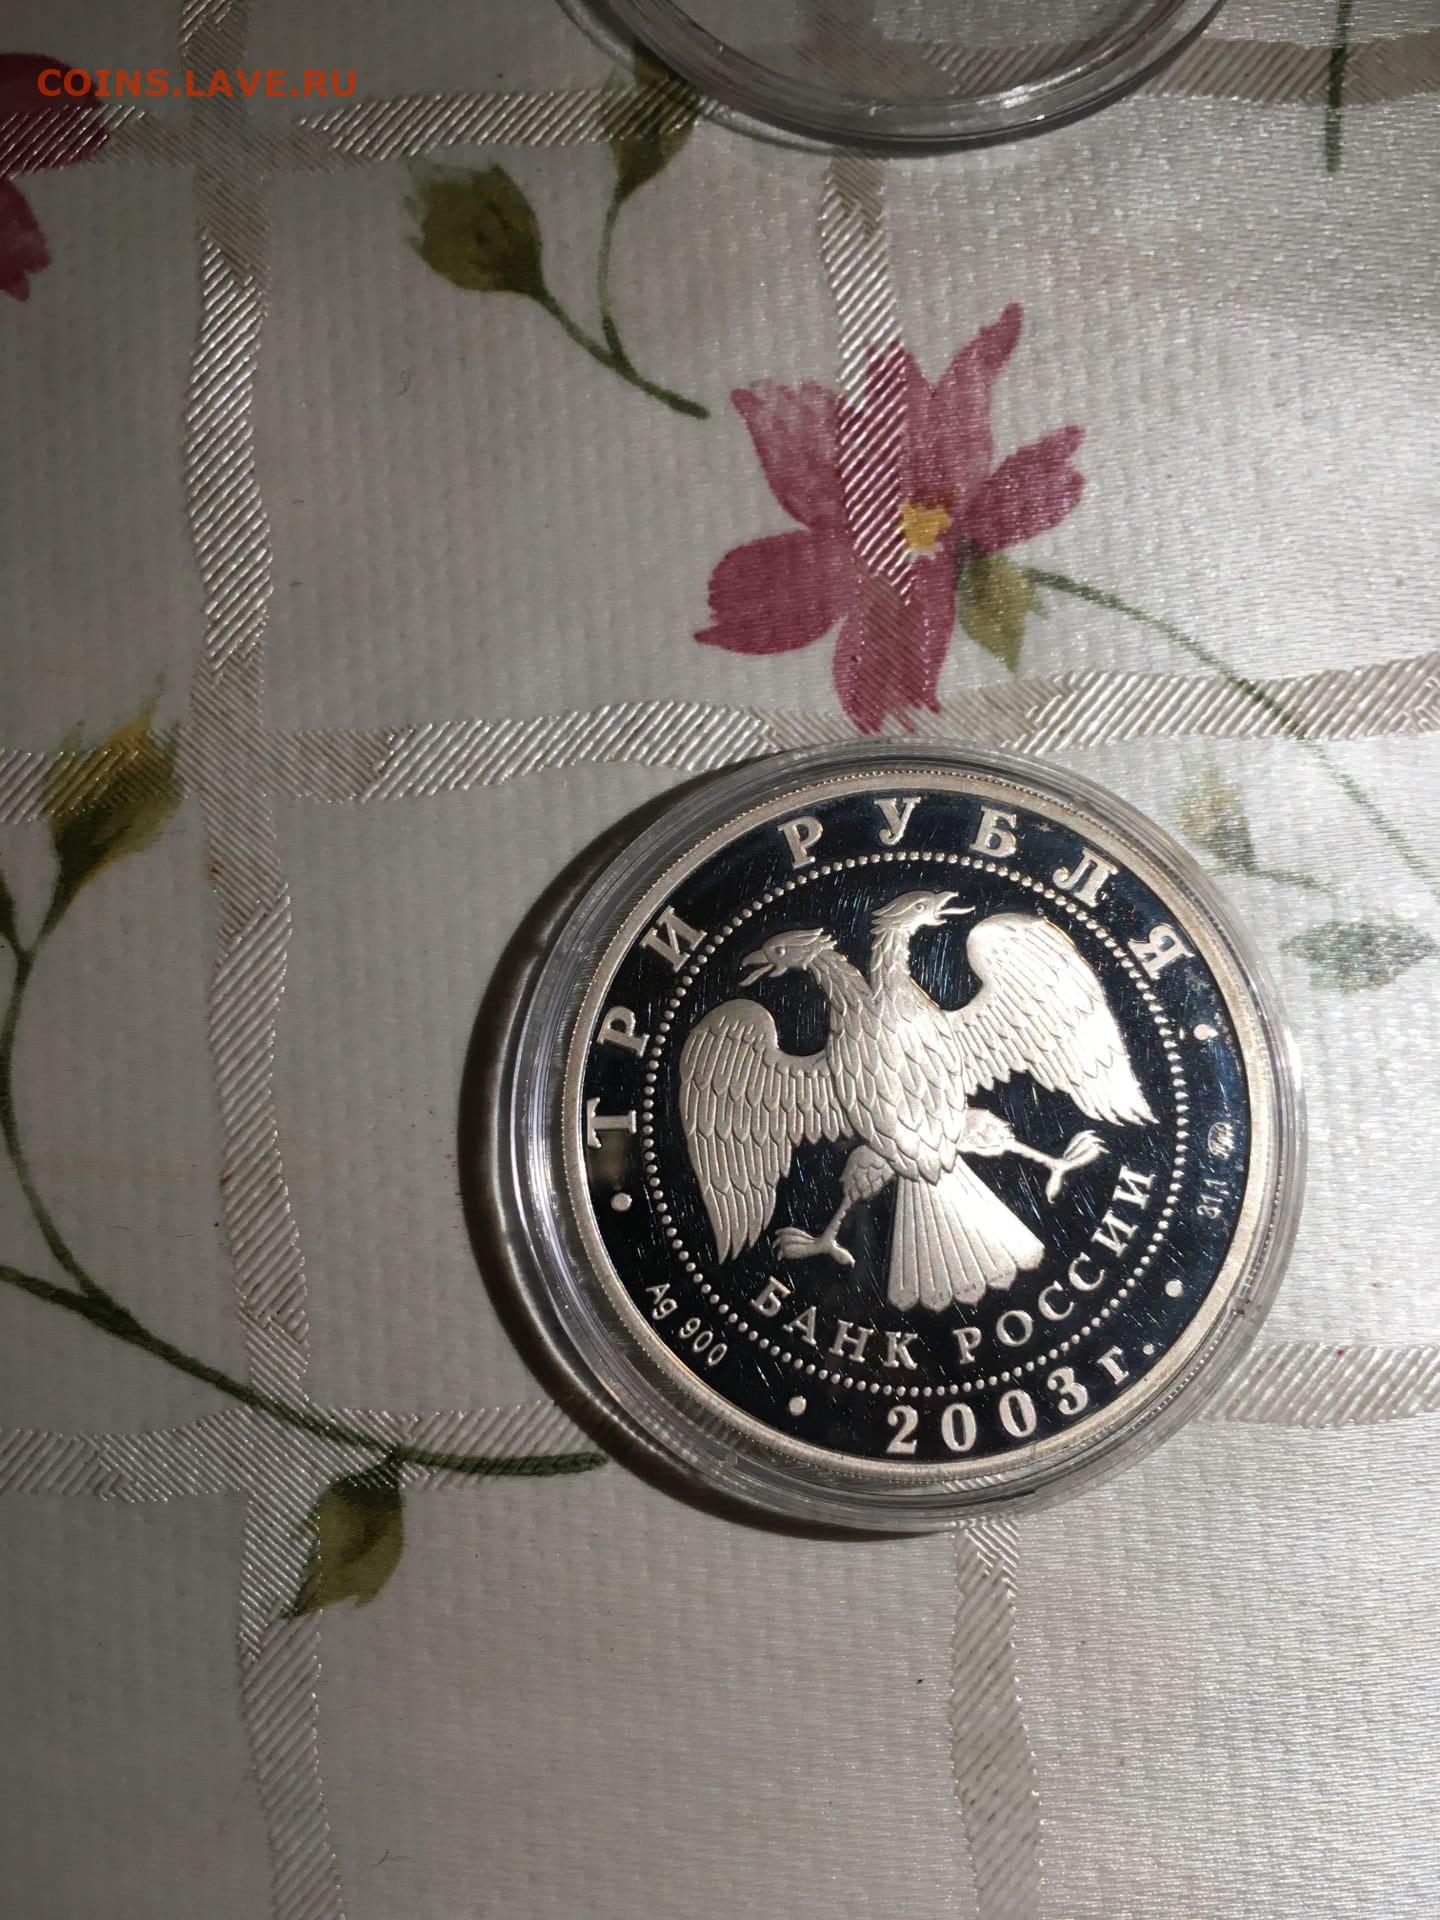 COINS.LAVE.RU
ТРИ РУБЛЯ
БАНК РОССИИ
Ag 900
2003 г.
31,1